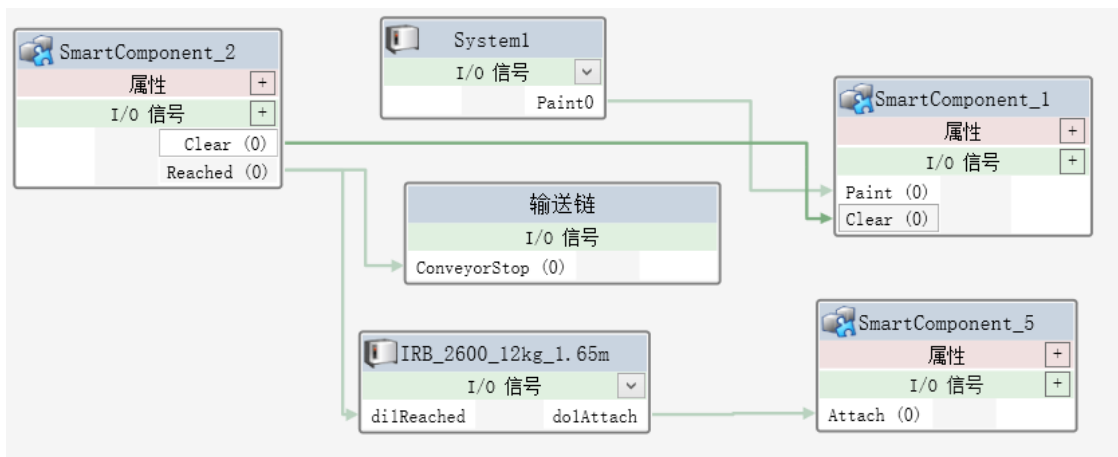 SmartComponent_2
属性 +
I/O 信号 +
Clear (0)
Reached (0)
System1
I/O 信号
Paint0
SmartComponent_1
属性 +
I/O 信号 +
Paint (0)
Clear (0)
输送链
I/O 信号
ConveyorStop (0)
IRB_2600_12kg_1.65m
I/O 信号
di1Reached do1Attach
SmartComponent_5
属性 +
I/O 信号 +
Attach (0)